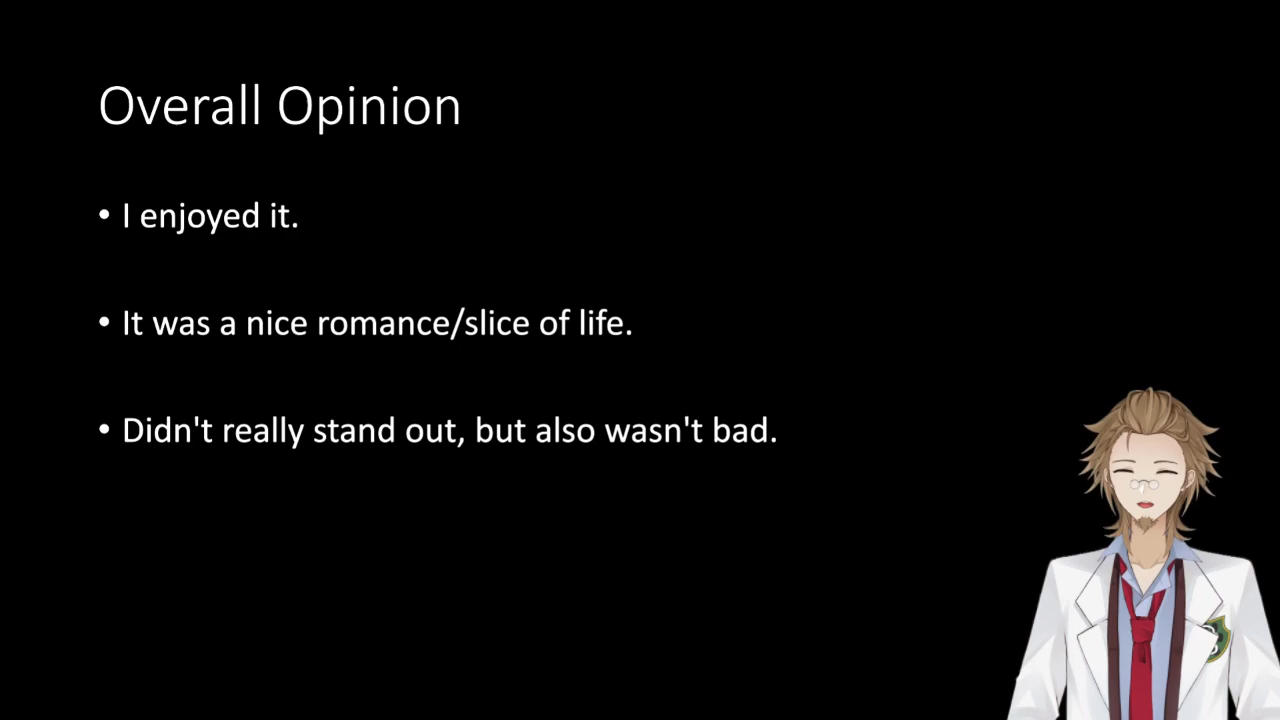 Overall Opinion
• I enjoyed it.
• It was a nice romance/slice of life.
• Didn't really stand out, but also wasn't bad.